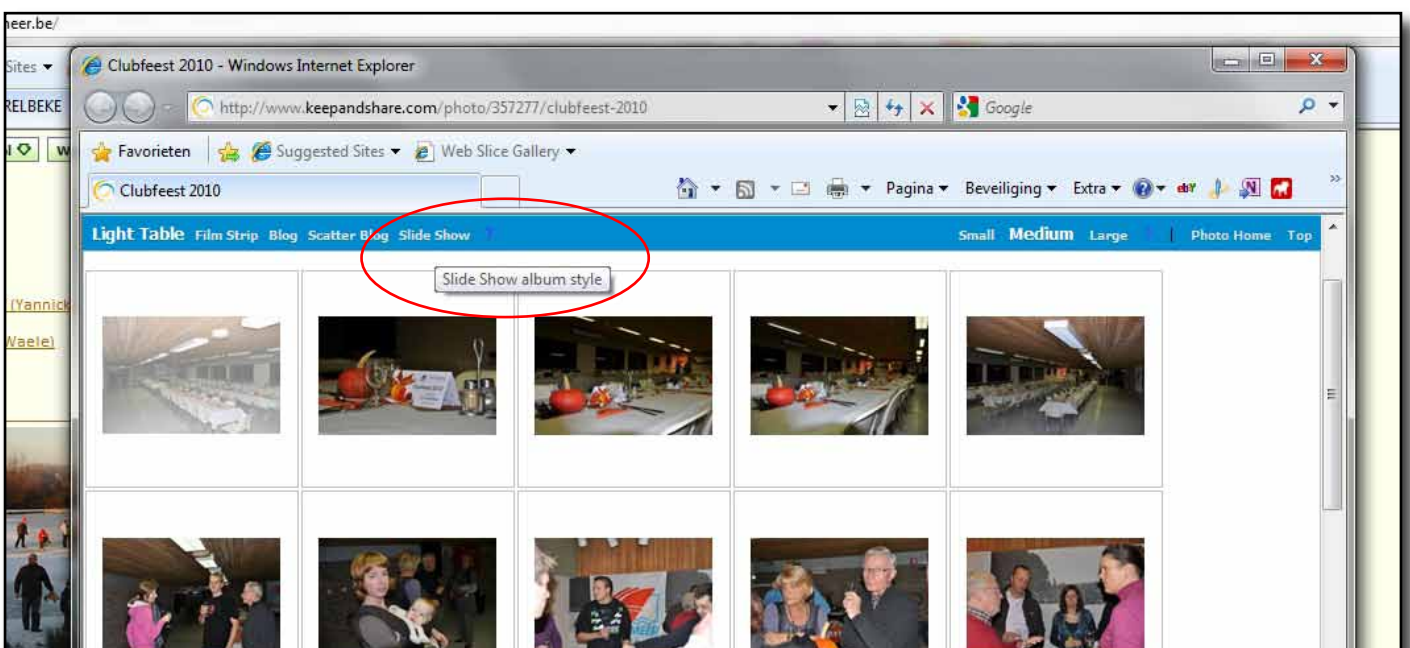 neer.be/
Sites
RELBEKE
Clubfeest 2010 - Windows Internet Explorer
http://www.keepandshare.com/photo/357277/clubfeest-2010
Google
Favorieten
Suggested Sites
Web Slice Gallery
Clubfeest 2010
Pagina
Beveiliging
Extra
ebY
N
Light Table Film Strip Blog Scatter Blog Slide Show ?
Small Medium Large ? | Photo Home Top
Slide Show album style
(Yannick
Waele)